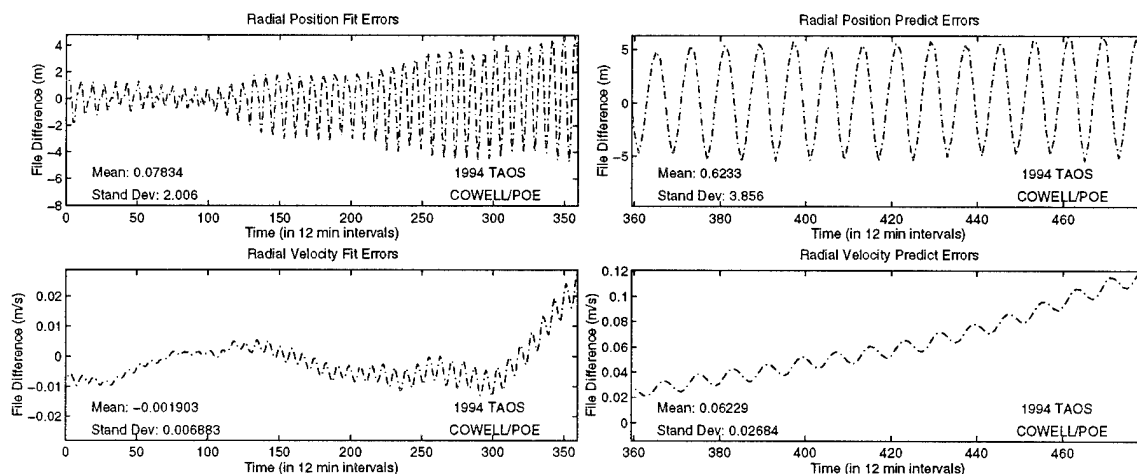 Radial Position Fit Errors
File Difference (m)
4
2
0
−2
−4
−6
−8
Mean: 0.07834
1994 TAOS
Stand Dev: 2.006
COWELL/POE
0 50 100 150 200 250 300 350
Time (in 12 min intervals)
Radial Position Predict Errors
File Difference (m)
5
0
−5
Mean: 0.6233
1994 TAOS
Stand Dev: 3.856
COWELL/POE
360 380 400 420 440 460
Time (in 12 min intervals)
Radial Velocity Fit Errors
File Difference (m/s)
0.02
0.01
0
−0.01
−0.02
Mean: −0.001903
1994 TAOS
Stand Dev: 0.006883
COWELL/POE
0 50 100 150 200 250 300 350
Time (in 12 min intervals)
Radial Velocity Predict Errors
File Difference (m/s)
0.12
0.1
0.08
0.06
0.04
0.02
0
Mean: 0.06229
1994 TAOS
Stand Dev: 0.02684
COWELL/POE
360 380 400 420 440 460
Time (in 12 min intervals)